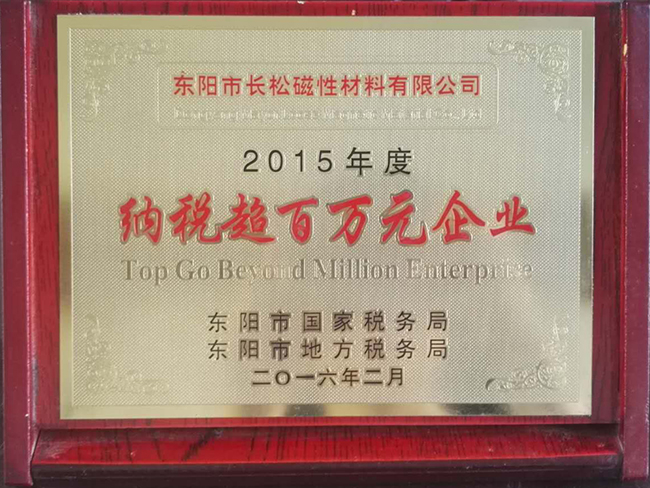 东阳市长松磁性材料有限公司
2015年度
纳税超百万元企业
Top Go Beyond Million Enterprise
东阳市国家税务局
东阳市地方税务局
二〇一六年二月